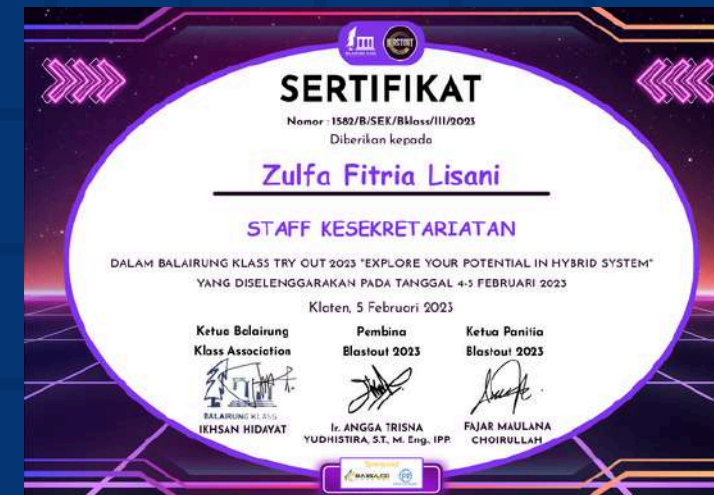 BLASTOUT
SERTIFIKAT
Nomor : 1582/B/SEK/Bklass/III/2023
Diberikan kepada
Zulfa Fitria Lisani
STAFF KESEKRETARIATAN
DALAM BALAIRUNG KLASS TRY OUT 2023 "EXPLORE YOUR POTENTIAL IN HYBRID SYSTEM"
YANG DISELENGGARAKAN PADA TANGGAL 4-5 FEBRUARI 2023
Klaten, 5 Februari 2023
Ketua Balairung Pembina Ketua Panitia
Klass Association Blastout 2023 Blastout 2023
BALAIRUNG KLASS
IKHSAN HIDAYAT Ir. ANGGA TRISNA FAJAR MAULANA
YUDHISTIRA, S.T., M. Eng., IPP. CHOIRULLAH